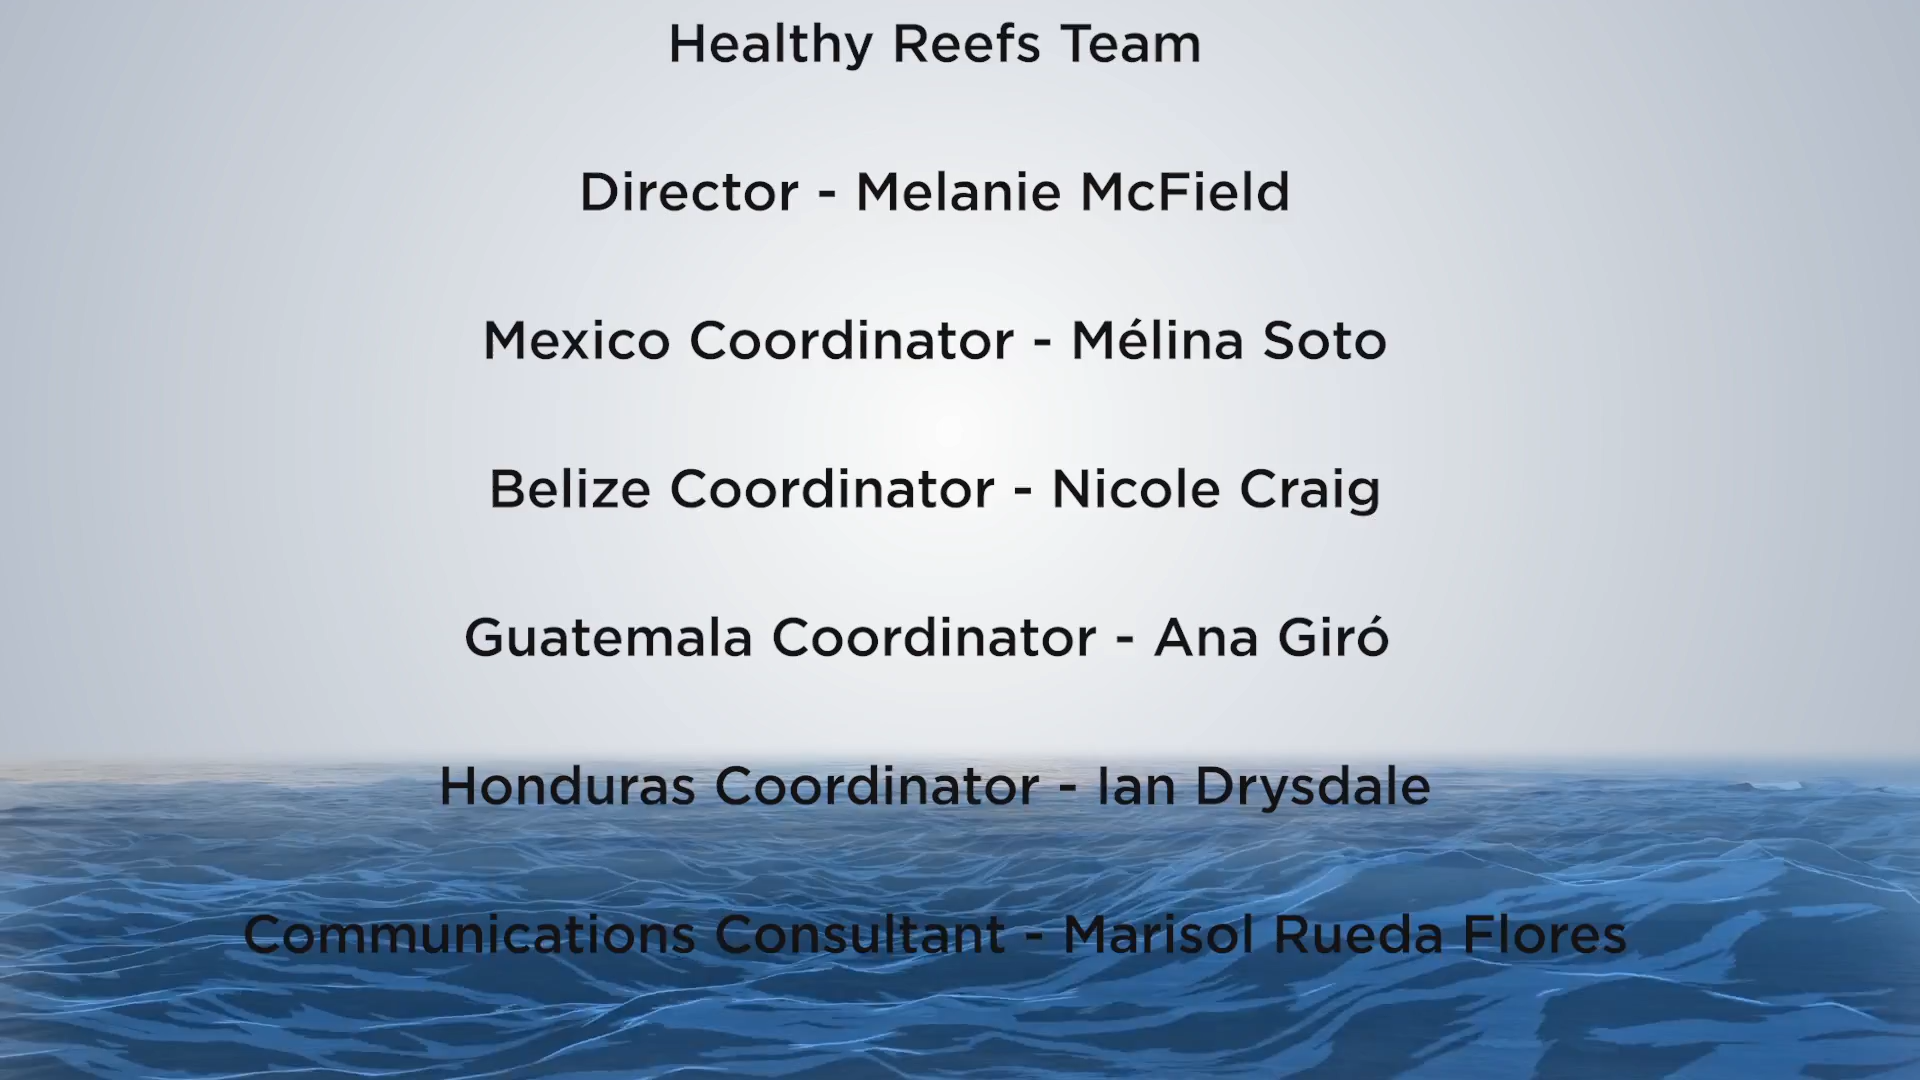 Healthy Reefs Team
Director - Melanie McField
Mexico Coordinator - Mélina Soto
Belize Coordinator - Nicole Craig
Guatemala Coordinator - Ana Giró
Honduras Coordinator - Ian Drysdale
Communications Consultant - Marisol Rueda Flores